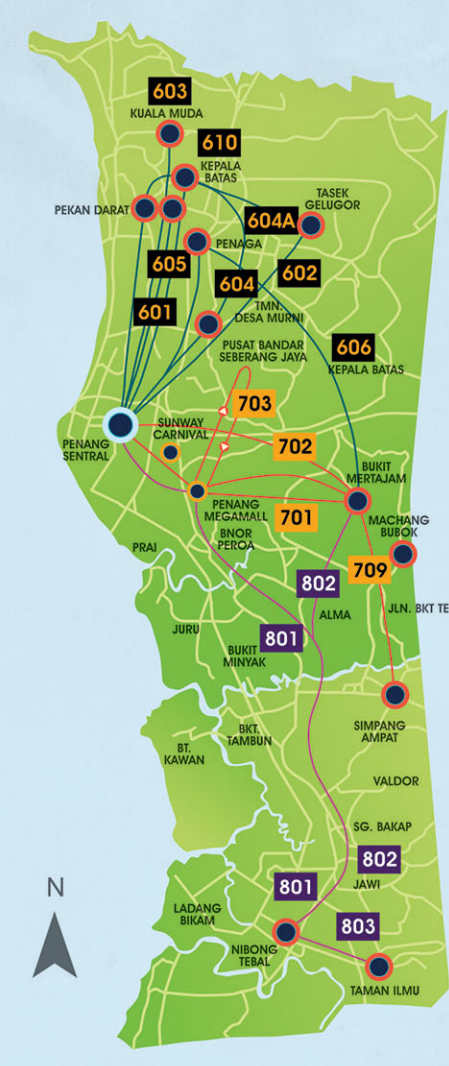 603
KUALA MUDA
610
KEPALA
BATAS
PEKAN DARAT
TASEK
GELUGOR
604A
PENAGA
605
604
602
601
TMN.
DESA MURNI
PUSAT BANDAR
SEBERANG JAYA
606
KEPALA BATAS
703
SUNWAY
CARNIVAL
PENANG
SENTRAL
702
BUKIT
MERTAJAM
PENANG
MEGAMALL
701
MACHANG
BUBOK
BNOR
PEROA
PRAI
709
802
JLN. BKT TE
ALMA
JURU
801
BUKIT
MINYAK
SIMPANG
AMPAT
BKT.
TAMBUN
BT.
KAWAN
VALDOR
SG. BAKAP
802
JAWI
801
N
LADANG
BIKAM
803
NIBONG
TEBAL
TAMAN ILMU